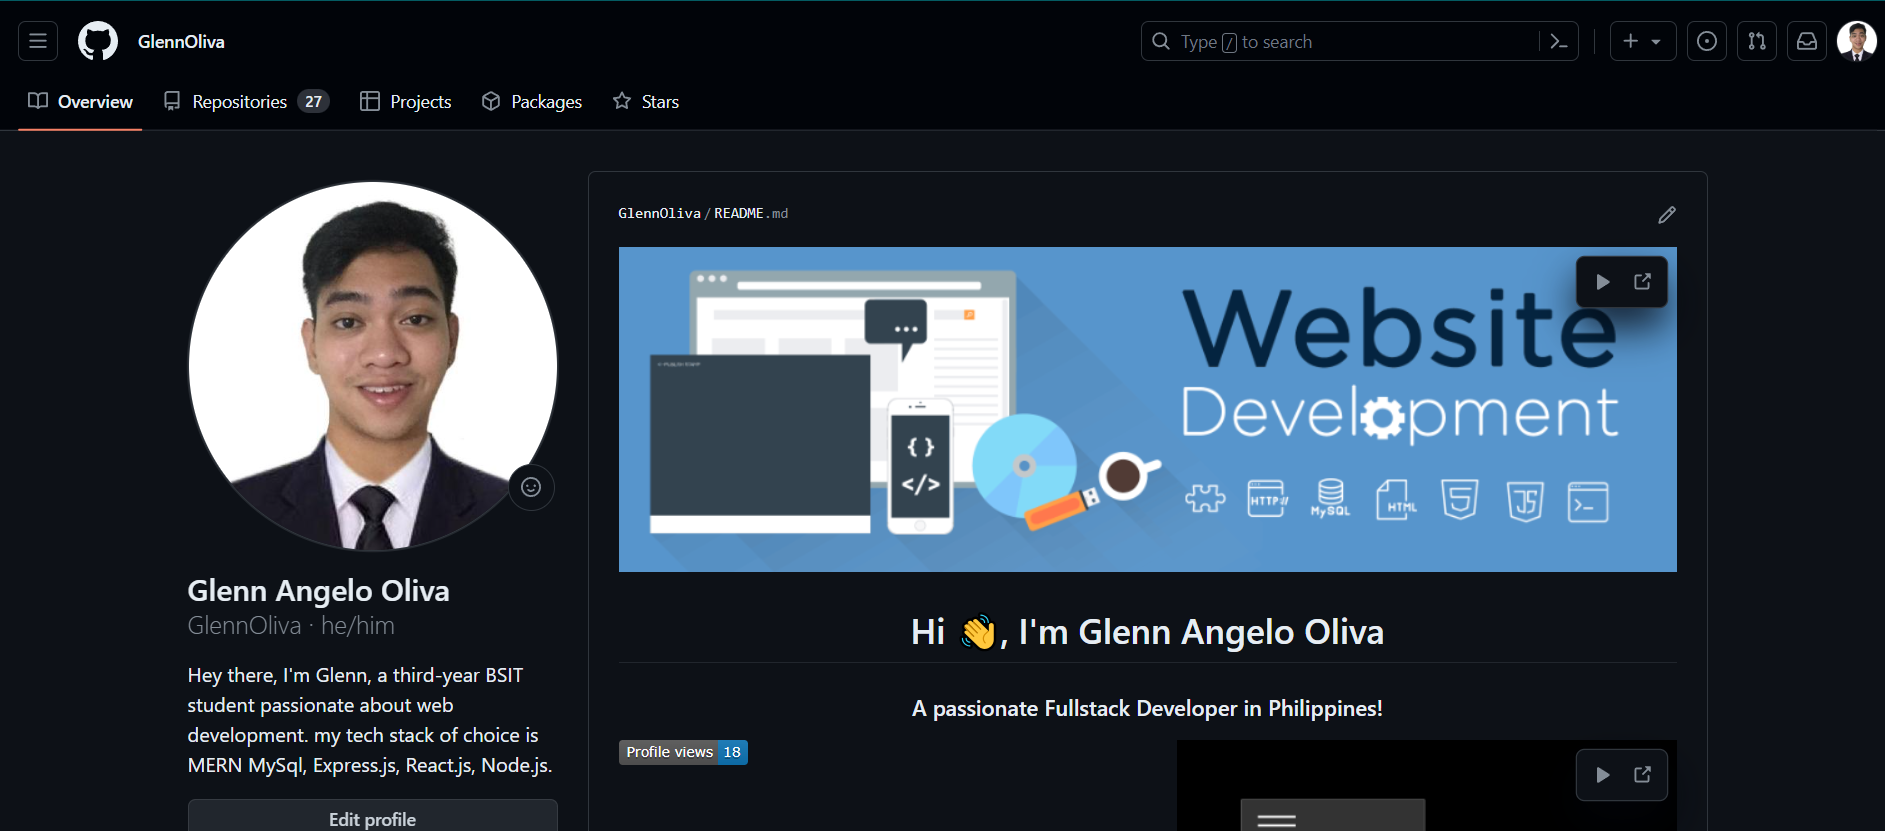 GlennOliva
Type / to search
Overview
Repositories 27
Projects
Packages
Stars
GlennOliva/README.md
Website
Development
{ }
</>
HTTP://
MySQL
HTML
5
JS
Glenn Angelo Oliva
GlennOliva · he/him
Hey there, I'm Glenn, a third-year BSIT
student passionate about web
development. my tech stack of choice is
MERN MySql, Express.js, React.js, Node.js.
Edit profile
Hi 👋, I'm Glenn Angelo Oliva
A passionate Fullstack Developer in Philippines!
Profile views 18